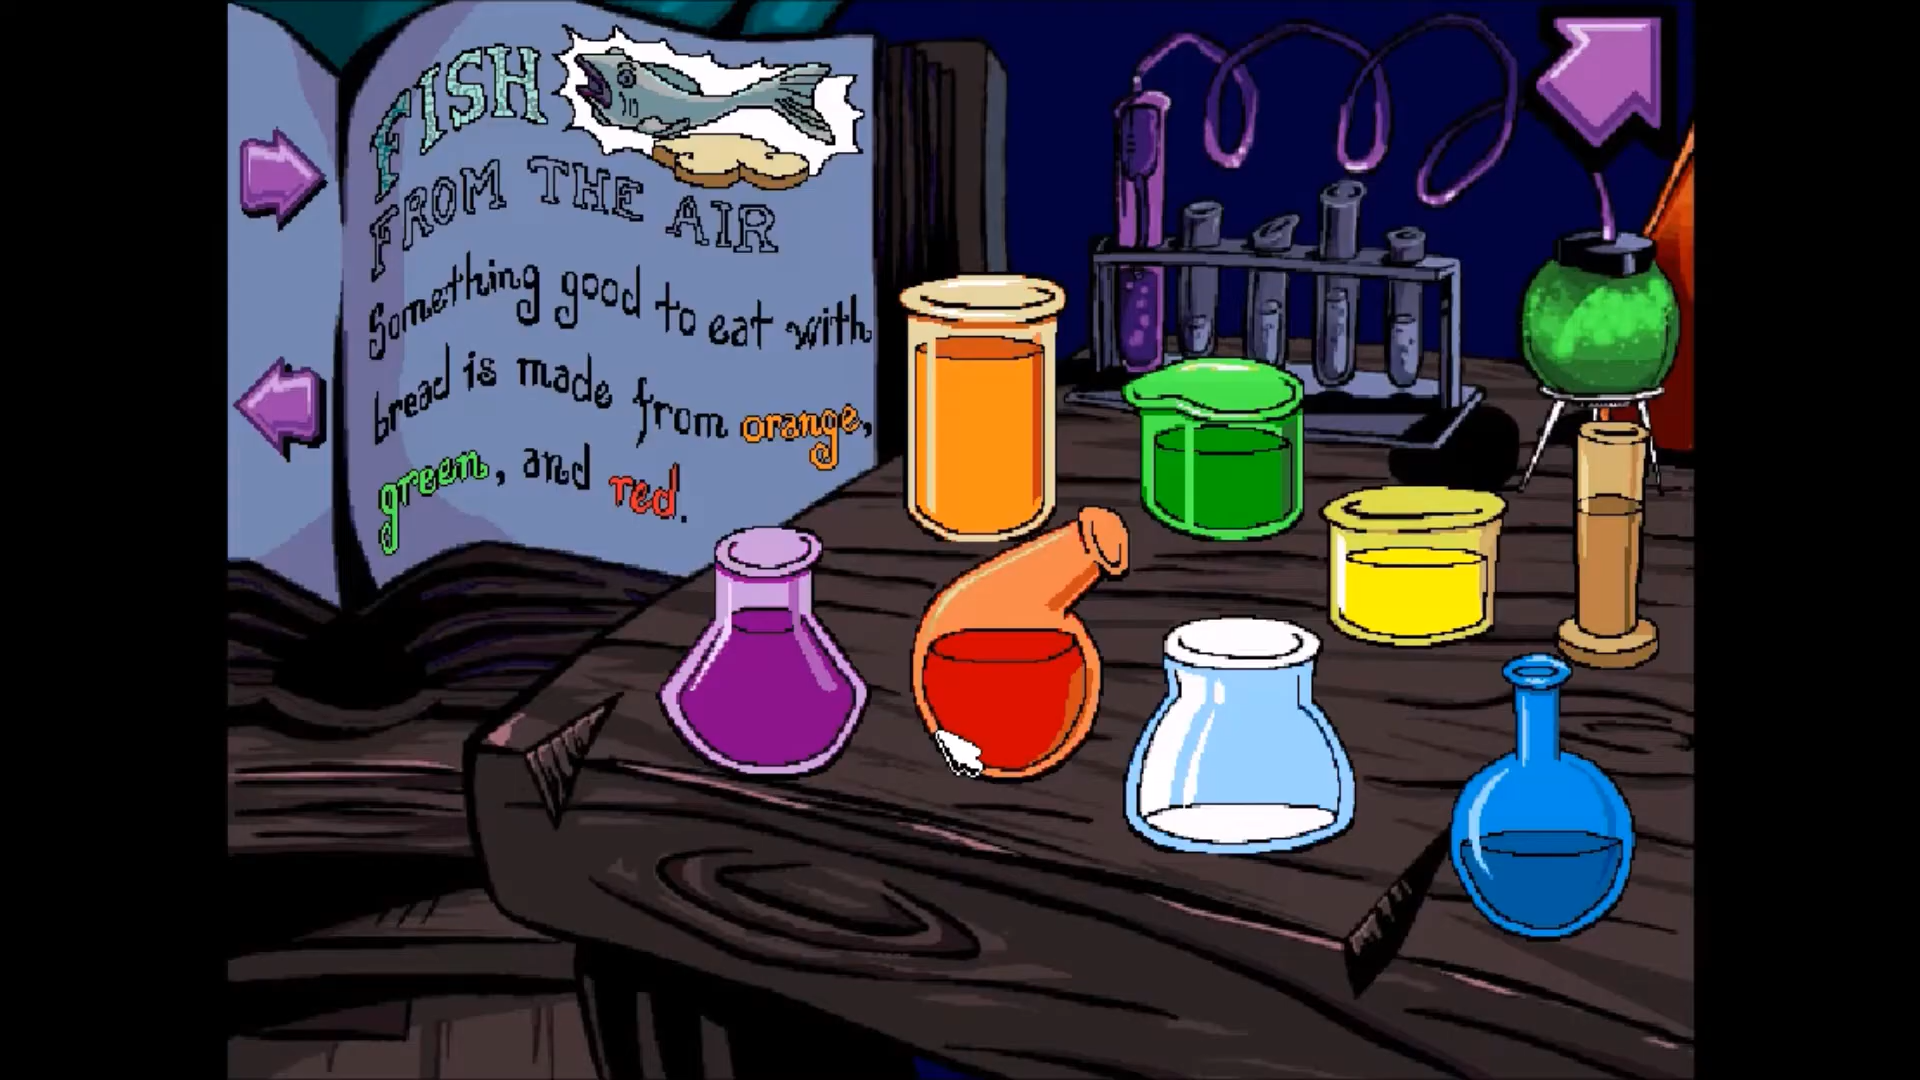 FISH
FROM THE AIR
Something good to eat with
bread is made from orange,
green, and red.